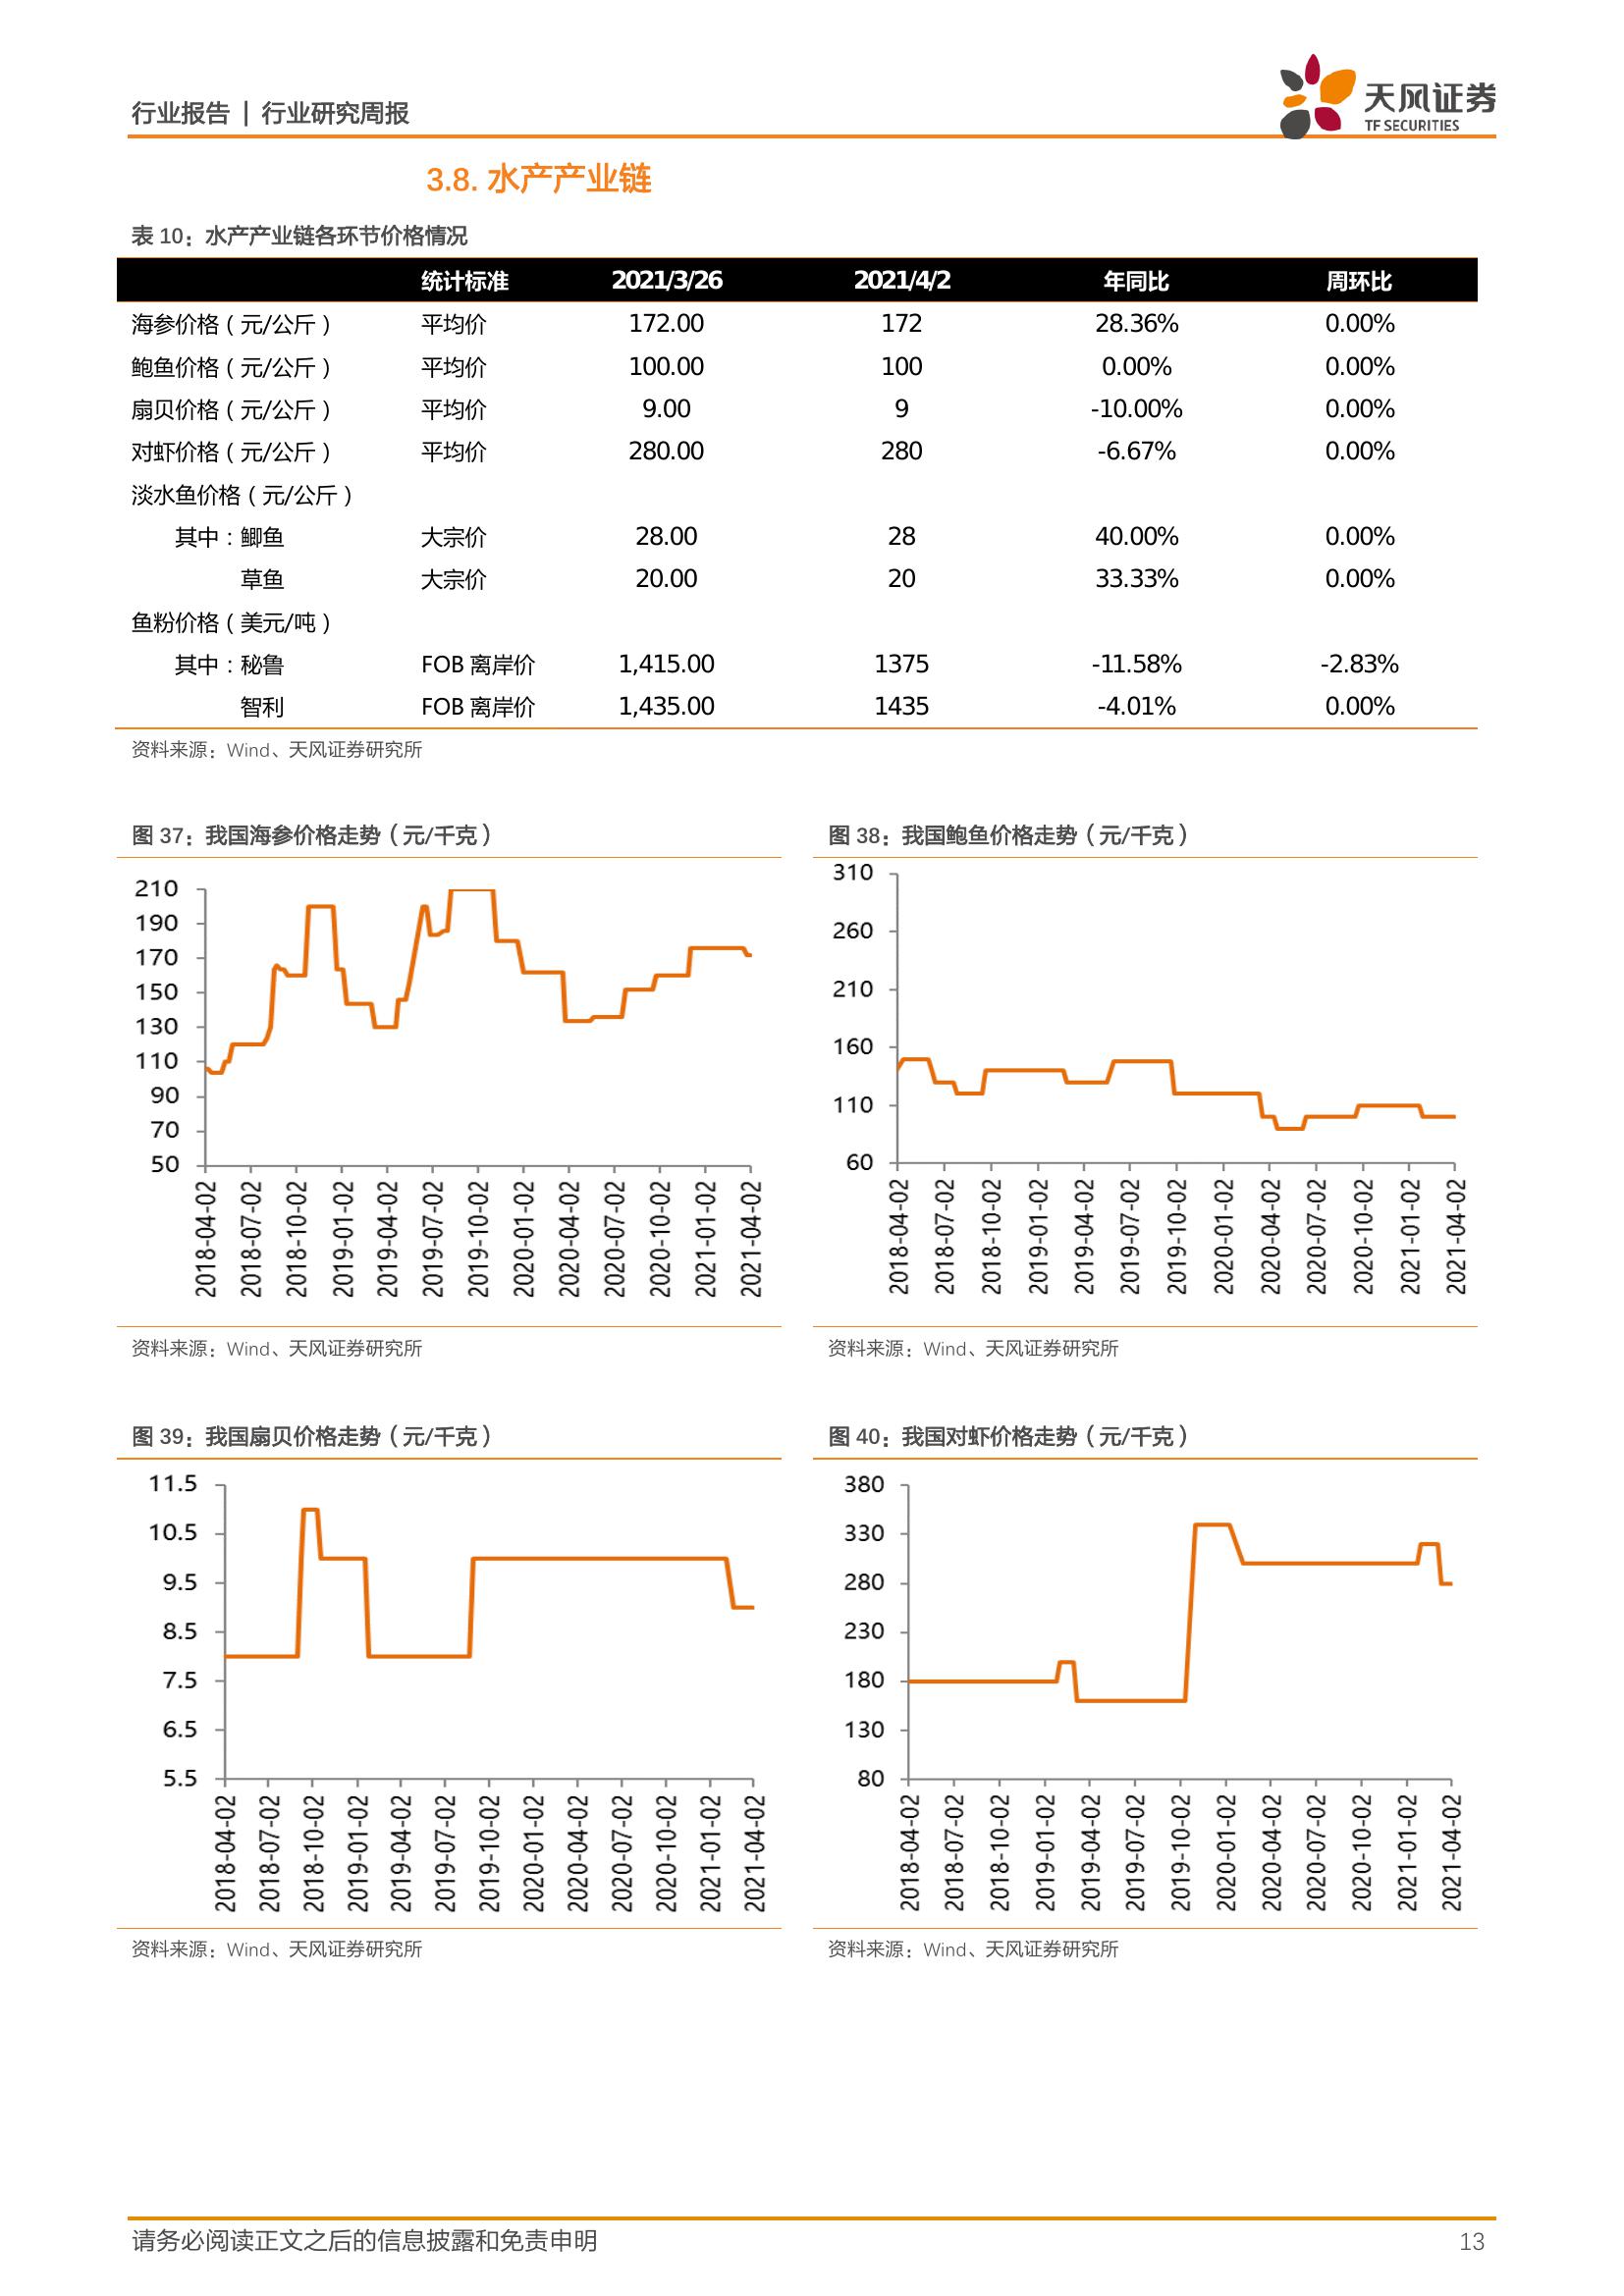 行业报告 | 行业研究周报
天风证券
TF SECURITIES
3.8. 水产产业链
表 10：水产产业链各环节价格情况
统计标准 2021/3/26 2021/4/2 年同比 周环比
海参价格（元/公斤） 平均价 172.00 172 28.36% 0.00%
鲍鱼价格（元/公斤） 平均价 100.00 100 0.00% 0.00%
扇贝价格（元/公斤） 平均价 9.00 9 -10.00% 0.00%
对虾价格（元/公斤） 平均价 280.00 280 -6.67% 0.00%
淡水鱼价格（元/公斤）
其中：鲫鱼 大宗价 28.00 28 40.00% 0.00%
草鱼 大宗价 20.00 20 33.33% 0.00%
鱼粉价格（美元/吨）
其中：秘鲁 FOB 离岸价 1,415.00 1375 -11.58% -2.83%
智利 FOB 离岸价 1,435.00 1435 -4.01% 0.00%
资料来源：Wind、天风证券研究所
图 37：我国海参价格走势（元/千克）
210
190
170
150
130
110
90
70
50
2018-04-02 2018-07-02 2018-10-02 2019-01-02 2019-04-02 2019-07-02 2019-10-02 2020-01-02 2020-04-02 2020-07-02 2020-10-02 2021-01-02 2021-04-02
资料来源：Wind、天风证券研究所
图 38：我国鲍鱼价格走势（元/千克）
310
260
210
160
110
60
2018-04-02 2018-07-02 2018-10-02 2019-01-02 2019-04-02 2019-07-02 2019-10-02 2020-01-02 2020-04-02 2020-07-02 2020-10-02 2021-01-02 2021-04-02
资料来源：Wind、天风证券研究所
图 39：我国扇贝价格走势（元/千克）
11.5
10.5
9.5
8.5
7.5
6.5
5.5
2018-04-02 2018-07-02 2018-10-02 2019-01-02 2019-04-02 2019-07-02 2019-10-02 2020-01-02 2020-04-02 2020-07-02 2020-10-02 2021-01-02 2021-04-02
资料来源：Wind、天风证券研究所
图 40：我国对虾价格走势（元/千克）
380
330
280
230
180
130
80
2018-04-02 2018-07-02 2018-10-02 2019-01-02 2019-04-02 2019-07-02 2019-10-02 2020-01-02 2020-04-02 2020-07-02 2020-10-02 2021-01-02 2021-04-02
资料来源：Wind、天风证券研究所
请务必阅读正文之后的信息披露和免责申明 13